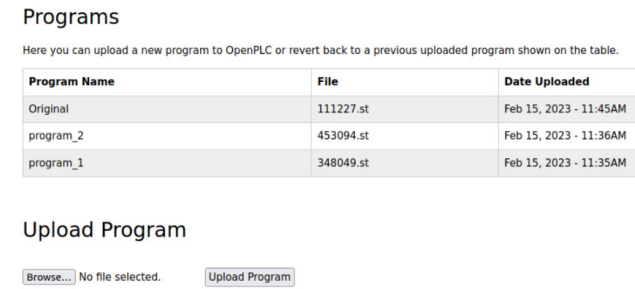 Programs
Here you can upload a new program to OpenPLC or revert back to a previous uploaded program shown on the table.
Program Name File Date Uploaded
Original 111227.st Feb 15, 2023 - 11:45AM
program_2 453094.st Feb 15, 2023 - 11:36AM
program_1 348049.st Feb 15, 2023 - 11:35AM
Upload Program
Browse... No file selected. Upload Program